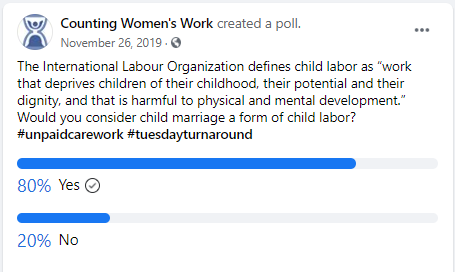 Counting Women's Work created a poll.
November 26, 2019 ·
The International Labour Organization defines child labor as “work
that deprives children of their childhood, their potential and their
dignity, and that is harmful to physical and mental development.”
Would you consider child marriage a form of child labor?
#unpaidcarework #tuesdayturnaround
80% Yes
20% No